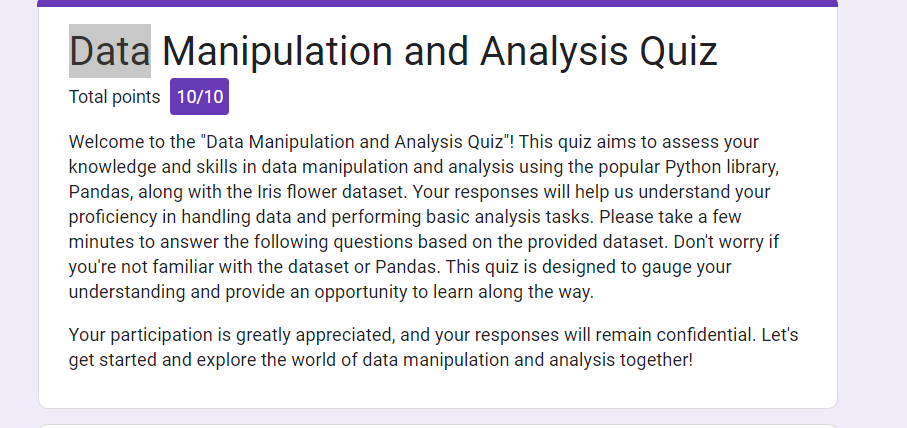 Data Manipulation and Analysis Quiz
Total points 10/10
Welcome to the "Data Manipulation and Analysis Quiz"! This quiz aims to assess your
knowledge and skills in data manipulation and analysis using the popular Python library,
Pandas, along with the Iris flower dataset. Your responses will help us understand your
proficiency in handling data and performing basic analysis tasks. Please take a few
minutes to answer the following questions based on the provided dataset. Don't worry if
you're not familiar with the dataset or Pandas. This quiz is designed to gauge your
understanding and provide an opportunity to learn along the way.
Your participation is greatly appreciated, and your responses will remain confidential. Let's
get started and explore the world of data manipulation and analysis together!